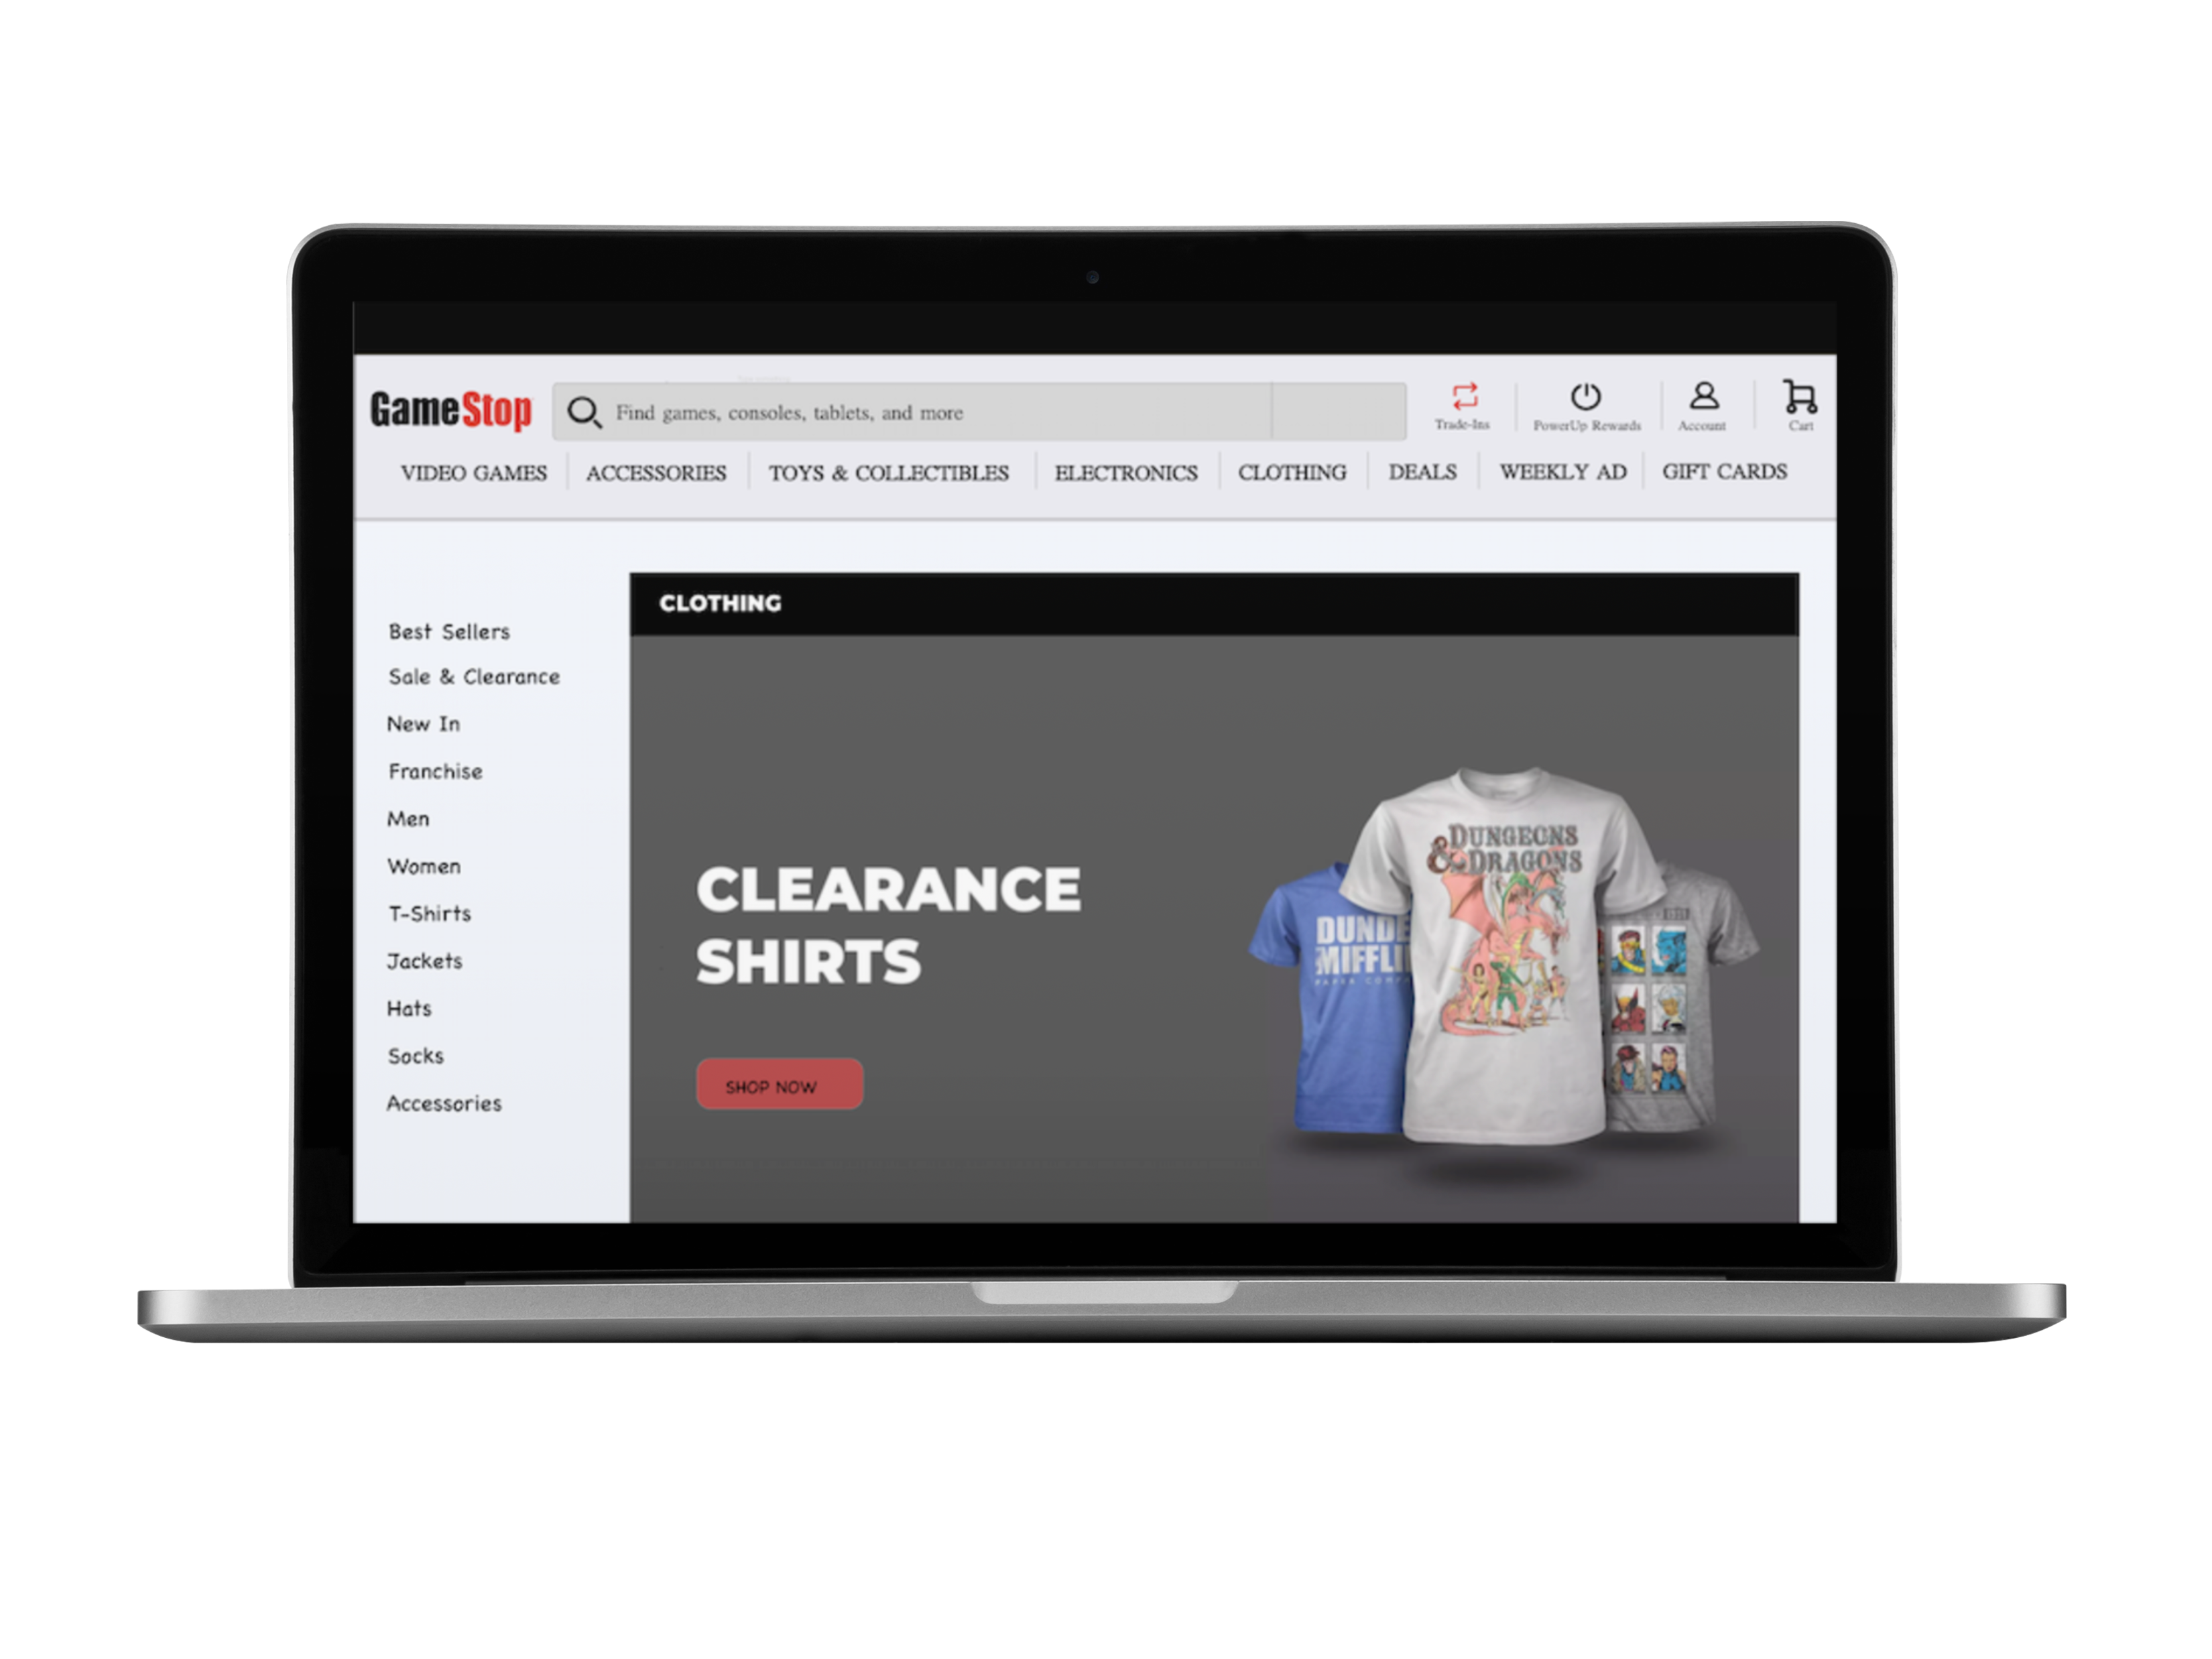 GameStop
Find games, consoles, tablets, and more
Trade-Ins
PowerUp Rewards
Account
Cart
VIDEO GAMES
ACCESSORIES
TOYS & COLLECTIBLES
ELECTRONICS
CLOTHING
DEALS
WEEKLY AD
GIFT CARDS
Best Sellers
Sale & Clearance
New In
Franchise
Men
Women
T-Shirts
Jackets
Hats
Socks
Accessories
CLOTHING
CLEARANCE
SHIRTS
SHOP NOW
DUNGEONS
& DRAGONS
DUNDE
MIFFLI